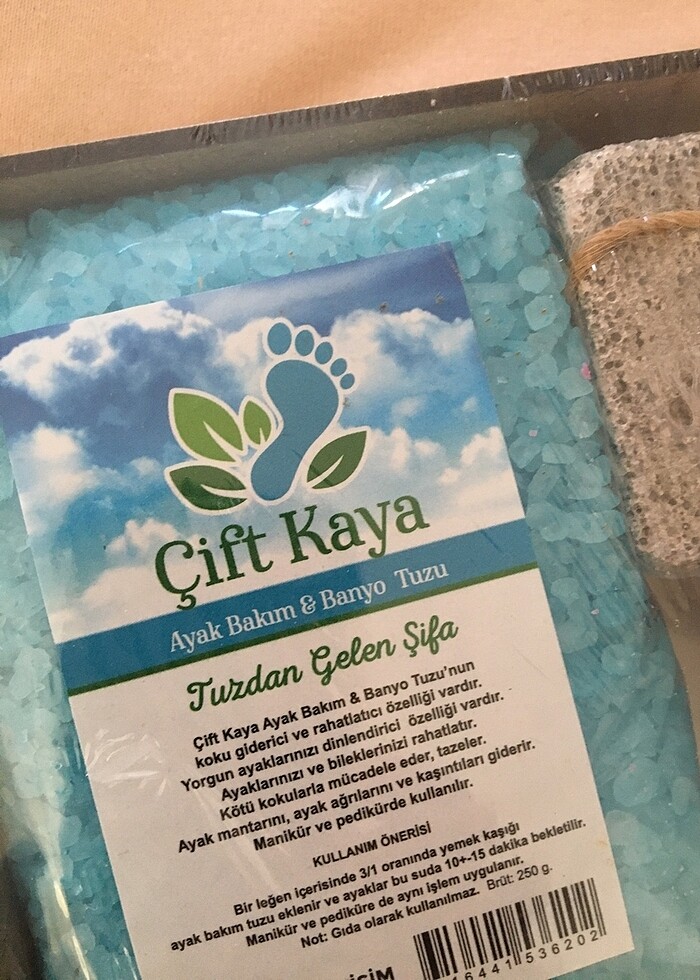 Çift Kaya
Ayak Bakım & Banyo Tuzu
Tuzdan Gelen Şifa
Çift Kaya Ayak Bakım & Banyo Tuzu'nun
koku giderici ve rahatlatıcı özelliği vardır.
Yorgun ayaklarınızı dinlendirici özelliği vardır.
Ayaklarınızı ve bileklerinizi rahatlatır.
Kötü kokularla mücadele eder, tazeler.
Ayak mantarını, ayak ağrılarını ve kaşıntıları giderir.
Manikür ve pedikürde kullanılır.
KULLANIM ÖNERİSİ
Bir leğen içerisinde 3/1 oranında yemek kaşığı
ayak bakım tuzu eklenir ve ayaklar bu suda 10+-15 dakika bekletilir.
Manikür ve pediküre de aynı işlem uygulanır.
Not: Gıda olarak kullanılmaz. Brüt: 250 g.
16441536202